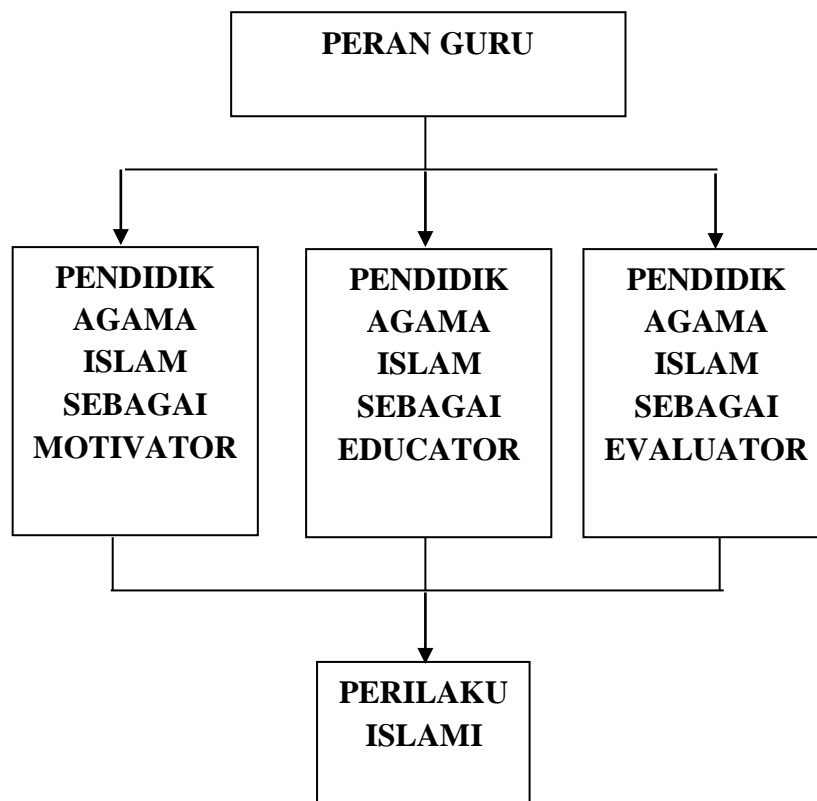 PERAN GURU
PENDIDIK
AGAMA
ISLAM
SEBAGAI
MOTIVATOR
PENDIDIK
AGAMA
ISLAM
SEBAGAI
EDUCATOR
PENDIDIK
AGAMA
ISLAM
SEBAGAI
EVALUATOR
PERILAKU
ISLAMI